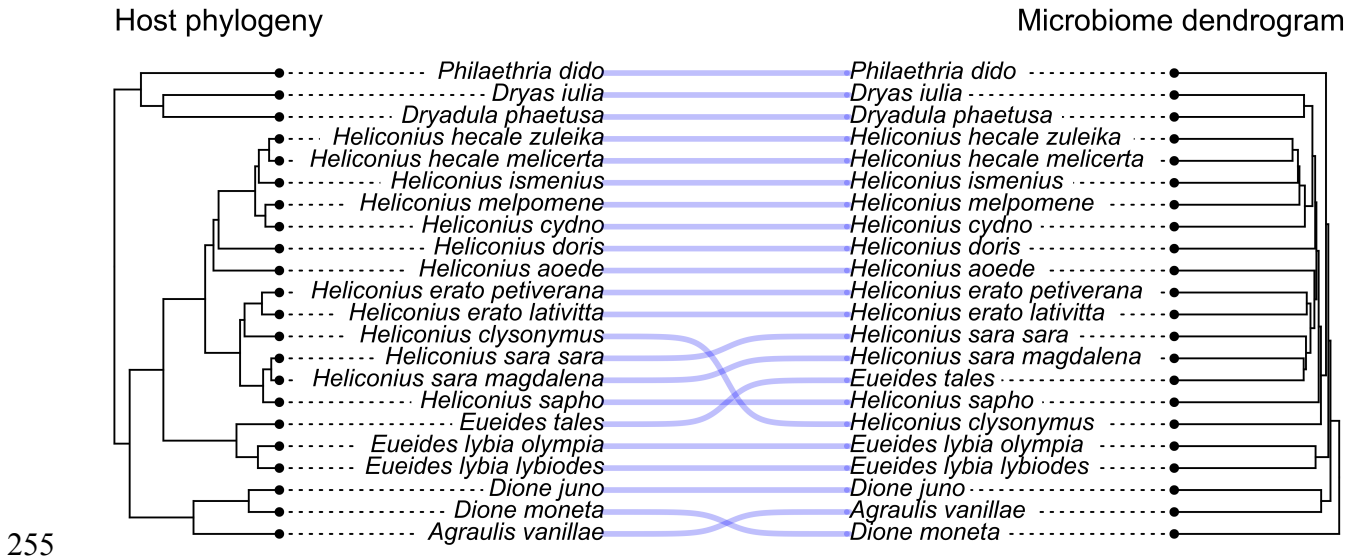 Host phylogeny Microbiome dendrogram
Philaethria dido Philaethria dido
Dryas iulia Dryas iulia
Dryadula phaetusa Dryadula phaetusa
Heliconius hecale zuleika Heliconius hecale zuleika
Heliconius hecale melicerta Heliconius hecale melicerta
Heliconius ismenius Heliconius ismenius
Heliconius melpomene Heliconius melpomene
Heliconius cydno Heliconius cydno
Heliconius doris Heliconius doris
Heliconius aoede Heliconius aoede
Heliconius erato petiverana Heliconius erato petiverana
Heliconius erato lativitta Heliconius erato lativitta
Heliconius clysonymus Heliconius sara sara
Heliconius sara sara Heliconius sara magdalena
Heliconius sara magdalena Eueides tales
Heliconius sapho Heliconius sapho
Eueides tales Heliconius clysonymus
Eueides lybia olympia Eueides lybia olympia
Eueides lybia lybiodes Eueides lybia lybiodes
Dione juno Dione juno
Dione moneta Agraulis vanillae
Agraulis vanillae Dione moneta
255